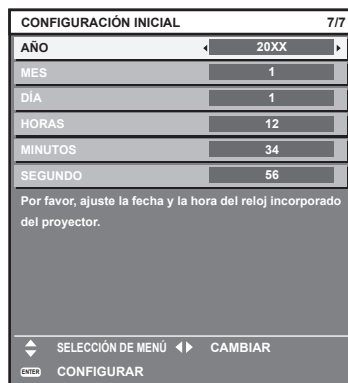 CONFIGURACIÓN INICIAL 7/7
AÑO 20XX
MES 1
DÍA 1
HORAS 12
MINUTOS 34
SEGUNDO 56
Por favor, ajuste la fecha y la hora del reloj incorporado
del proyector.
SELECCIÓN DE MENÚ CAMBIAR
ENTER CONFIGURAR